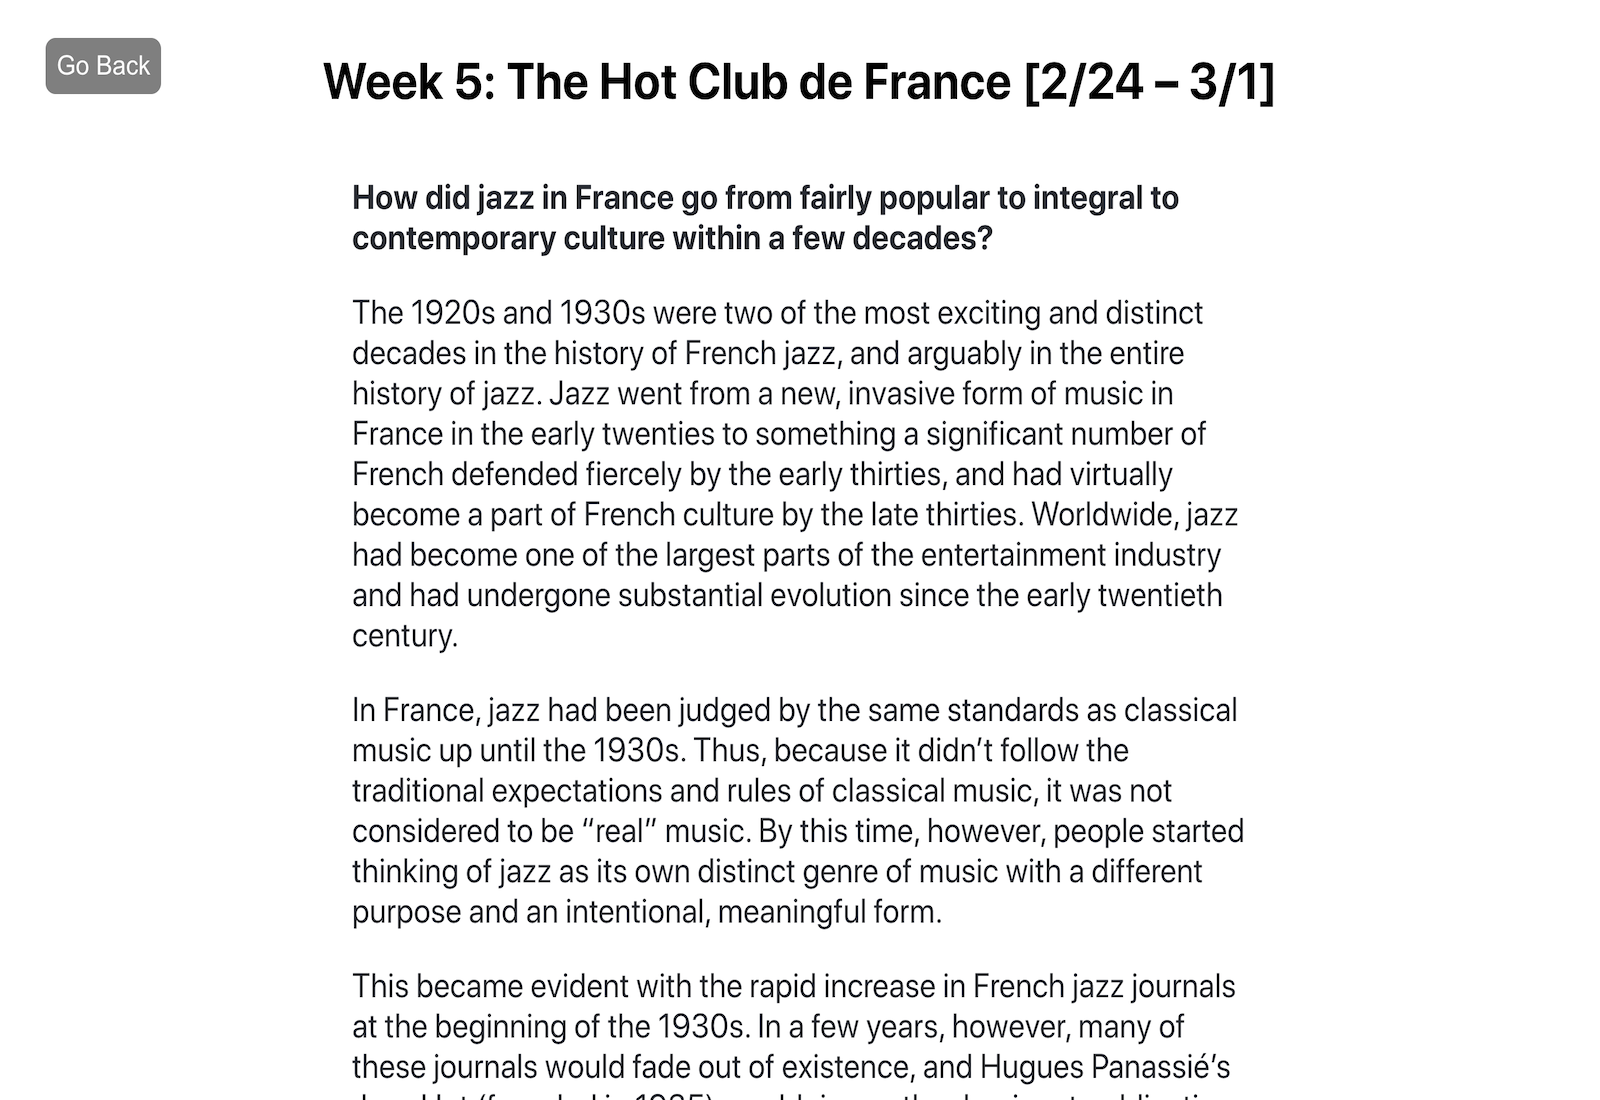 Go Back
Week 5: The Hot Club de France [2/24 – 3/1]
How did jazz in France go from fairly popular to integral to
contemporary culture within a few decades?
The 1920s and 1930s were two of the most exciting and distinct
decades in the history of French jazz, and arguably in the entire
history of jazz. Jazz went from a new, invasive form of music in
France in the early twenties to something a significant number of
French defended fiercely by the early thirties, and had virtually
become a part of French culture by the late thirties. Worldwide, jazz
had become one of the largest parts of the entertainment industry
and had undergone substantial evolution since the early twentieth
century.
In France, jazz had been judged by the same standards as classical
music up until the 1930s. Thus, because it didn’t follow the
traditional expectations and rules of classical music, it was not
considered to be “real” music. By this time, however, people started
thinking of jazz as its own distinct genre of music with a different
purpose and an intentional, meaningful form.
This became evident with the rapid increase in French jazz journals
at the beginning of the 1930s. In a few years, however, many of
these journals would fade out of existence, and Hugues Panassié’s